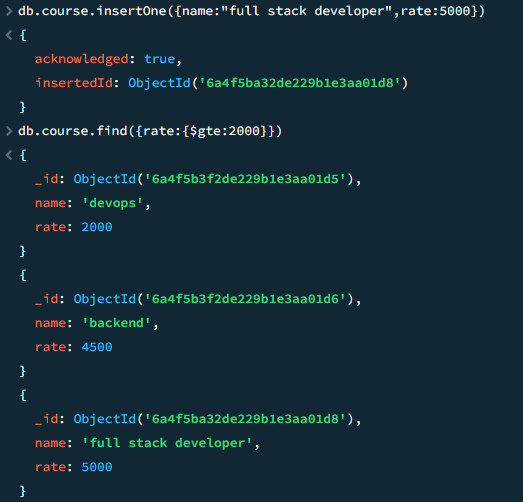 > db.course.insertOne({name:"full stack developer",rate:5000})
< {
acknowledged: true,
insertedId: ObjectId('6a4f5ba32de229b1e3aa01d8')
}
> db.course.find({rate:{$gte:2000}})
< {
_id: ObjectId('6a4f5b3f2de229b1e3aa01d5'),
name: 'devops',
rate: 2000
}
{
_id: ObjectId('6a4f5b3f2de229b1e3aa01d6'),
name: 'backend',
rate: 4500
}
{
_id: ObjectId('6a4f5ba32de229b1e3aa01d8'),
name: 'full stack developer',
rate: 5000
}